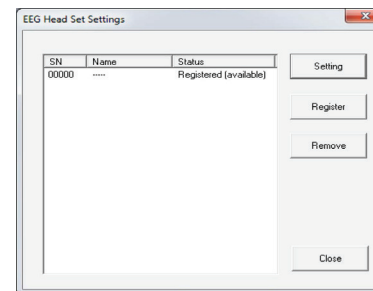 EEG Head Set Settings
SN Name Status
00000 ----- Registered (available)
Setting
Register
Remove
Close